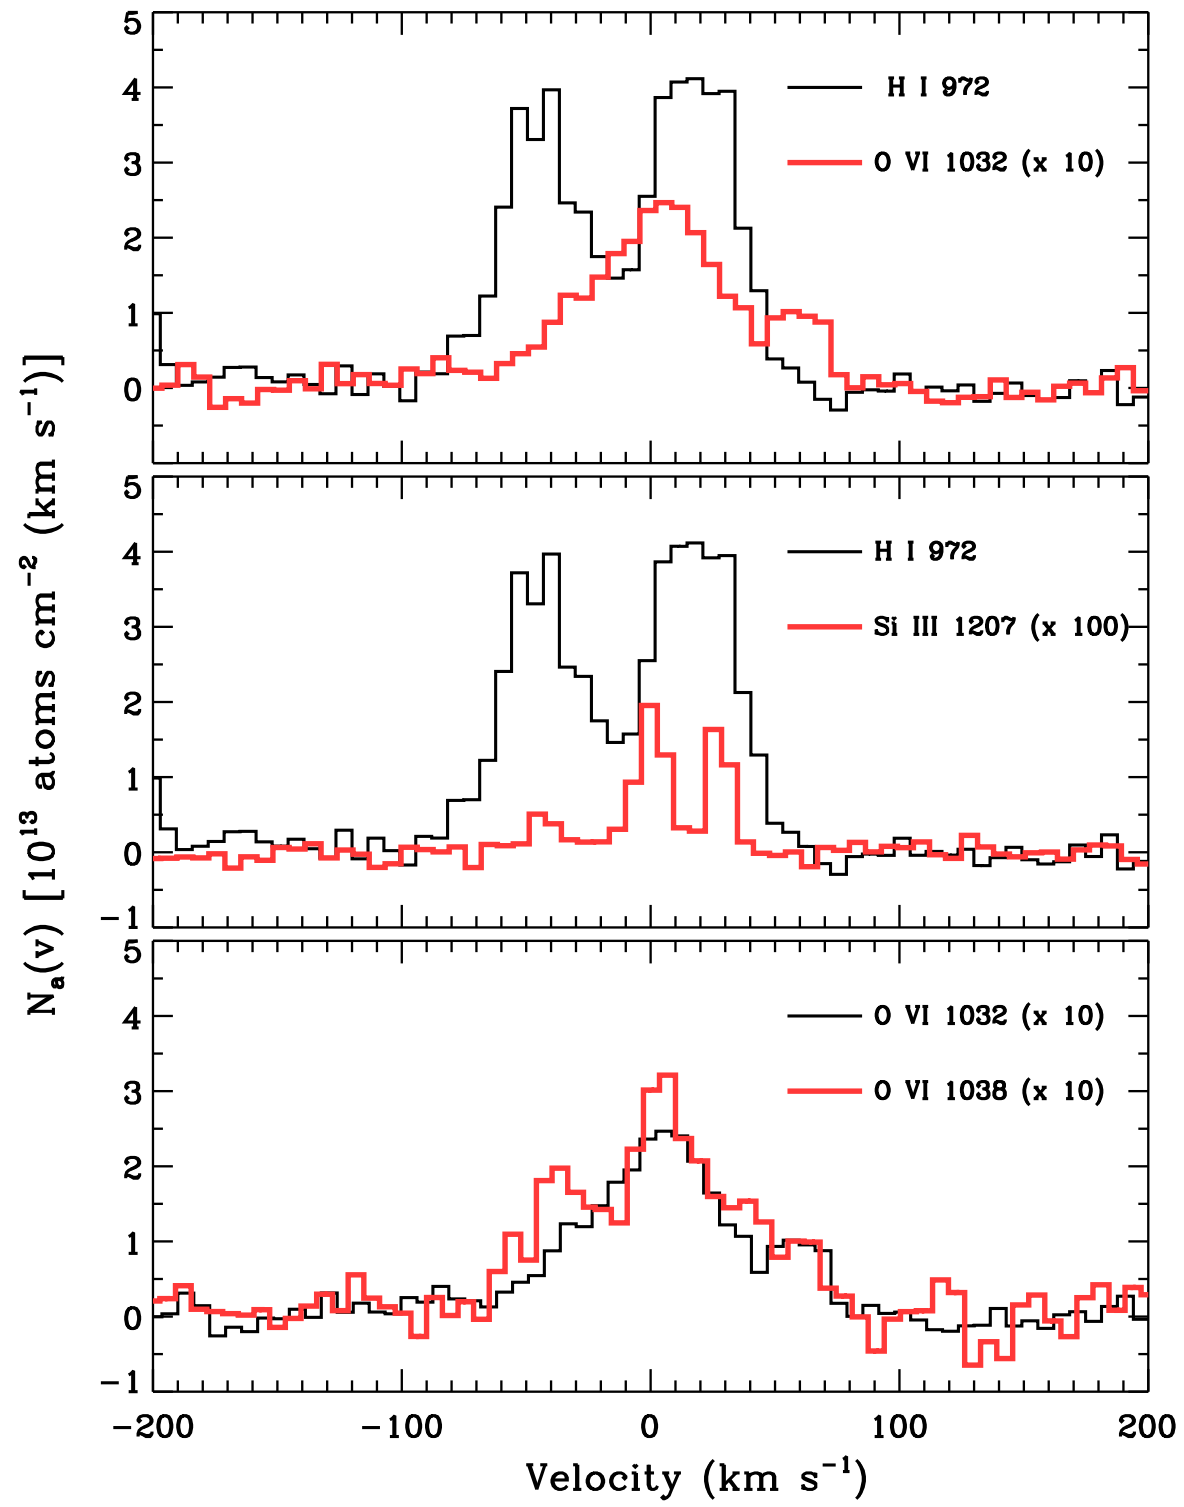 5
4
3
2
1
0
H I 972
O VI 1032 (x 10)
5
4
3
2
1
0
-1
H I 972
Si III 1207 (x 100)
5
4
3
2
1
0
-1
O VI 1032 (x 10)
O VI 1038 (x 10)
-200 -100 0 100 200
Velocity (km s⁻¹)
Nₐ(v) [10¹³ atoms cm⁻² (km s⁻¹)]